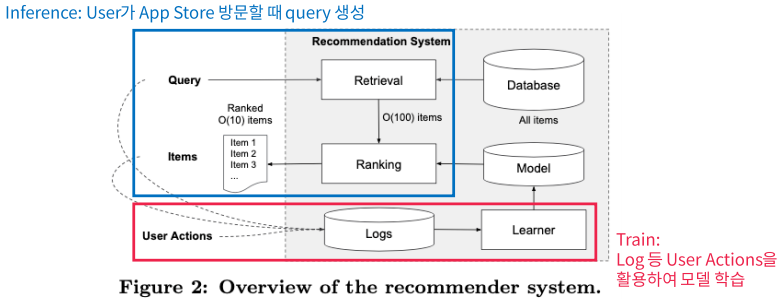 Inference: User가 App Store 방문할 때 query 생성
Recommendation System
Query
Retrieval
Database
Ranked
O(10) items
O(100) items
All items
Item 1
Item 2
Item 3
...
Items
Ranking
Model
User Actions
Logs
Learner
Train:
Log 등 User Actions을
활용하여 모델 학습
Figure 2: Overview of the recommender system.